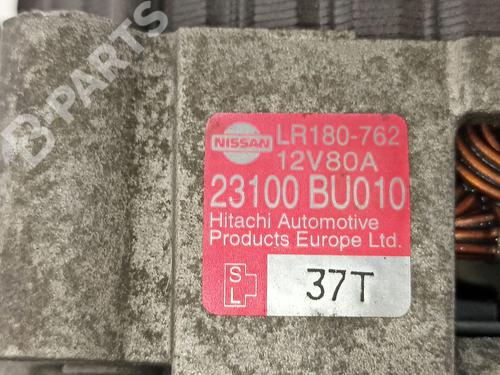 B-PARTS
NISSAN
LR180-762
12V80A
23100 BU010
Hitachi Automotive
Products Europe Ltd.
S
L
37T